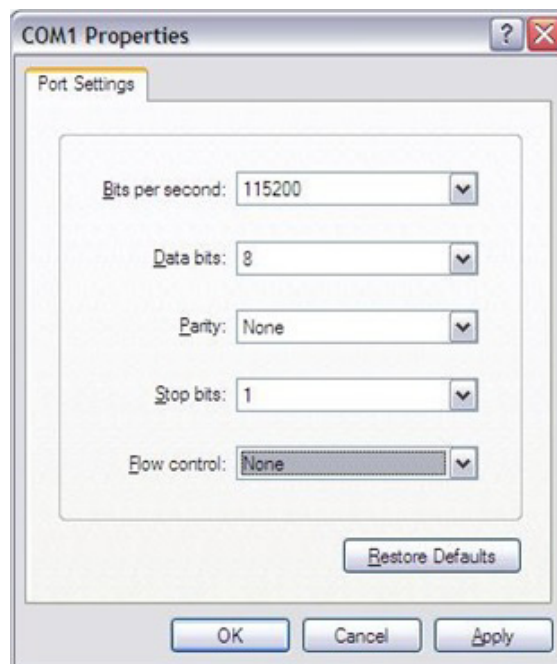 COM1 Properties
Port Settings
Bits per second: 115200
Data bits: 8
Parity: None
Stop bits: 1
Flow control: None
Restore Defaults
OK Cancel Apply